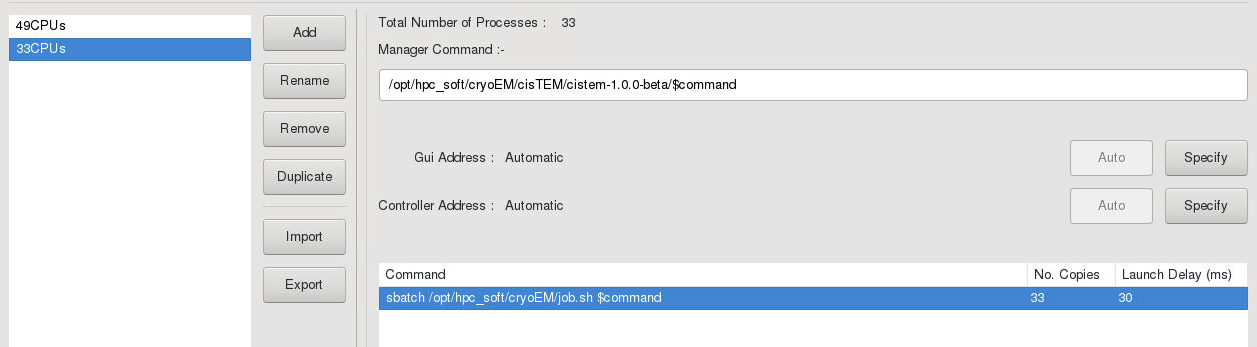 49CPUs
33CPUs
Add
Rename
Remove
Duplicate
Import
Export
Total Number of Processes : 33
Manager Command :-
/opt/hpc_soft/cryoEM/cisTEM/cistem-1.0.0-beta/$command
Gui Address : Automatic Auto Specify
Controller Address : Automatic Auto Specify
Command No. Copies Launch Delay (ms)
sbatch /opt/hpc_soft/cryoEM/job.sh $command 33 30